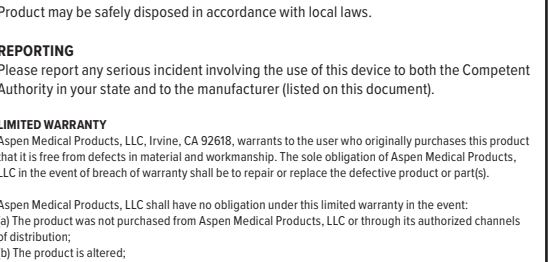 Product may be safely disposed in accordance with local laws.
REPORTING
Please report any serious incident involving the use of this device to both the Competent
Authority in your state and to the manufacturer (listed on this document).
LIMITED WARRANTY
Aspen Medical Products, LLC, Irvine, CA 92618, warrants to the user who originally purchases this product
that it is free from defects in material and workmanship. The sole obligation of Aspen Medical Products,
LLC in the event of breach of warranty shall be to repair or replace the defective product or part(s).
Aspen Medical Products, LLC shall have no obligation under this limited warranty in the event:
(a) The product was not purchased from Aspen Medical Products, LLC or through its authorized channels
of distribution;
(b) The product is altered;